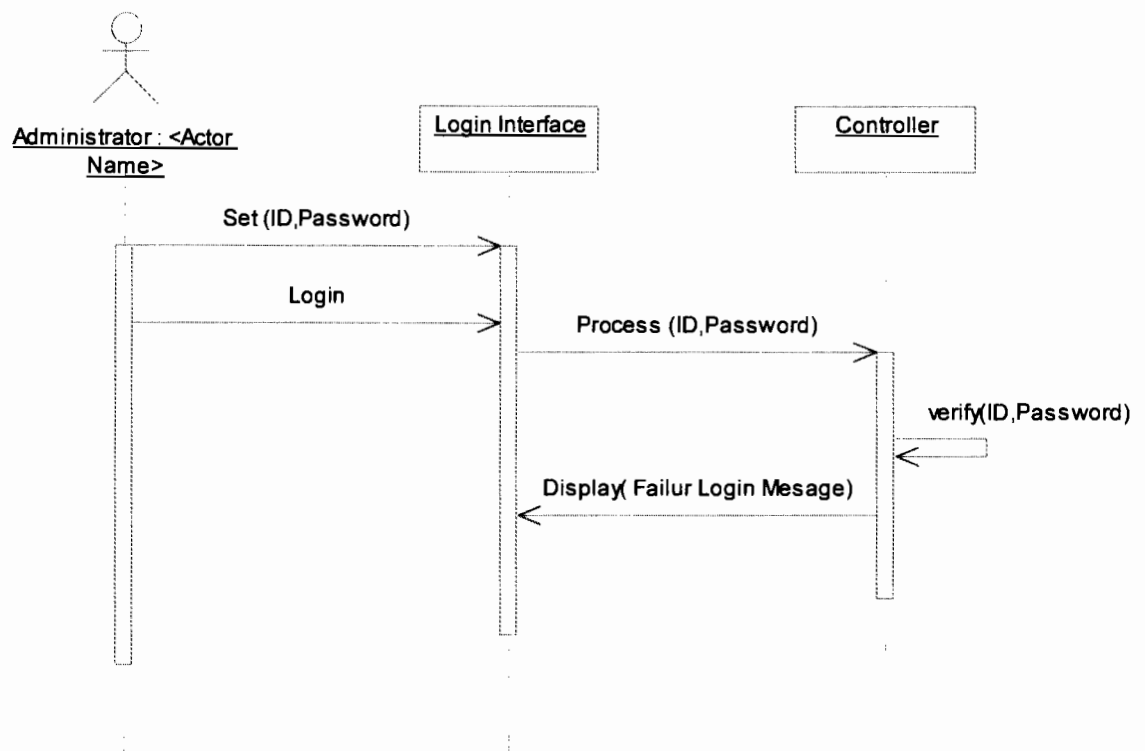 Administrator : <Actor
Name>
Login Interface
Controller
Set (ID,Password)
Login
Process (ID,Password)
verify(ID,Password)
Display( Failur Login Mesage)